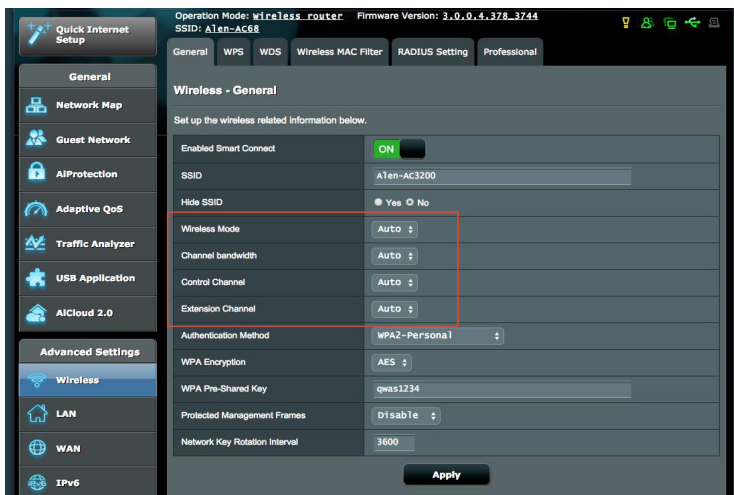 Operation Mode: Wireless router Firmware Version: 3.0.0.4.378_3744
SSID: Alen-AC68
Quick Internet
Setup
General WPS WDS Wireless MAC Filter RADIUS Setting Professional
General
Network Map
Guest Network
AiProtection
Adaptive QoS
Traffic Analyzer
USB Application
AiCloud 2.0
Advanced Settings
Wireless
LAN
WAN
IPv6
Wireless - General
Set up the wireless related information below.
Enabled Smart Connect ON
SSID Alen-AC3200
Hide SSID Yes No
Wireless Mode Auto
Channel bandwidth Auto
Control Channel Auto
Extension Channel Auto
Authentication Method WPA2-Personal
WPA Encryption AES
WPA Pre-Shared Key qwas1234
Protected Management Frames Disable
Network Key Rotation Interval 3600
Apply